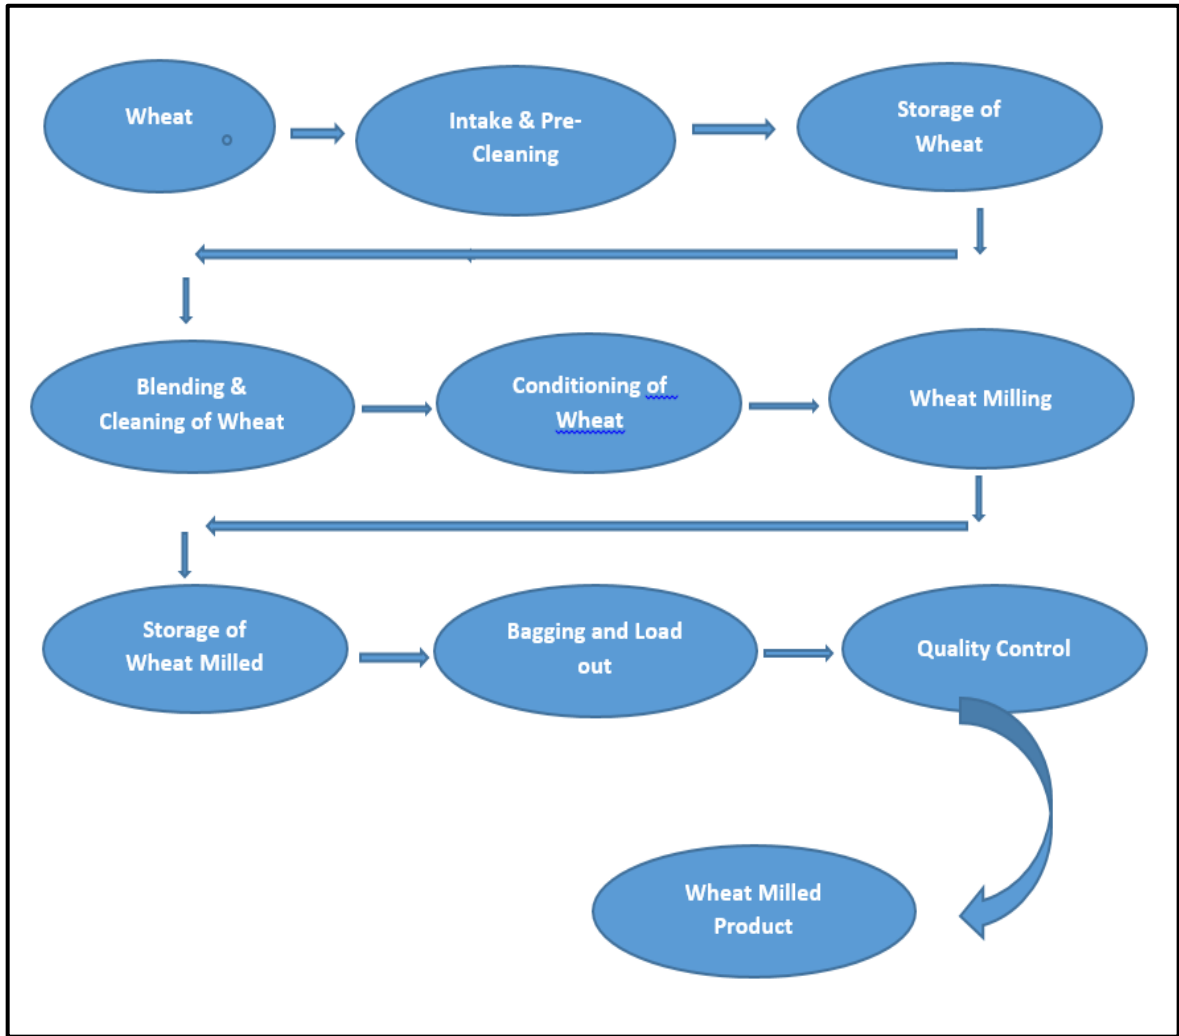 Wheat
Intake & Pre-
Cleaning
Storage of
Wheat
Blending &
Cleaning of Wheat
Conditioning of
Wheat
Wheat Milling
Storage of
Wheat Milled
Bagging and Load
out
Quality Control
Wheat Milled
Product